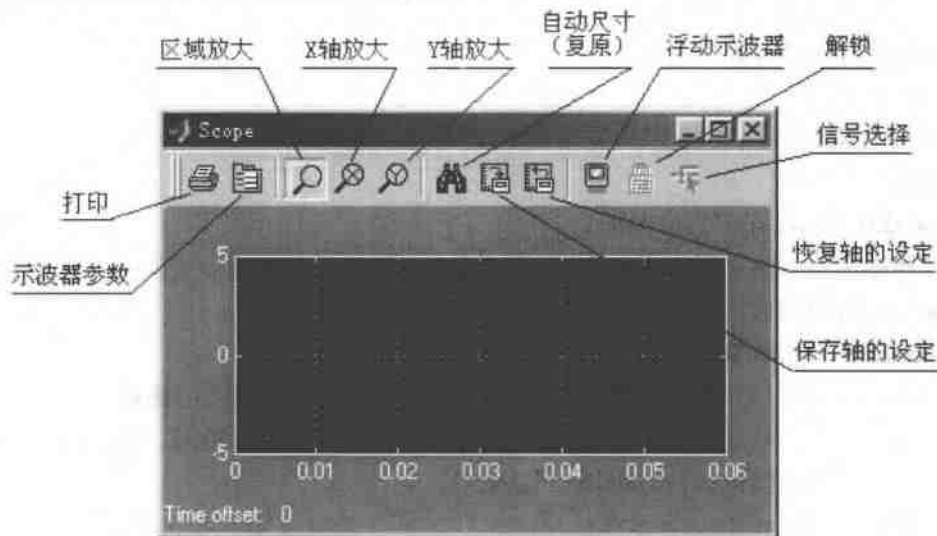 自动尺寸
（复原）
区域放大
X轴放大
Y轴放大
浮动示波器
解锁
Scope
信号选择
打印
示波器参数
恢复轴的设定
保存轴的设定
5
0
-5
0 0.01 0.02 0.03 0.04 0.05 0.06
Time offset: 0